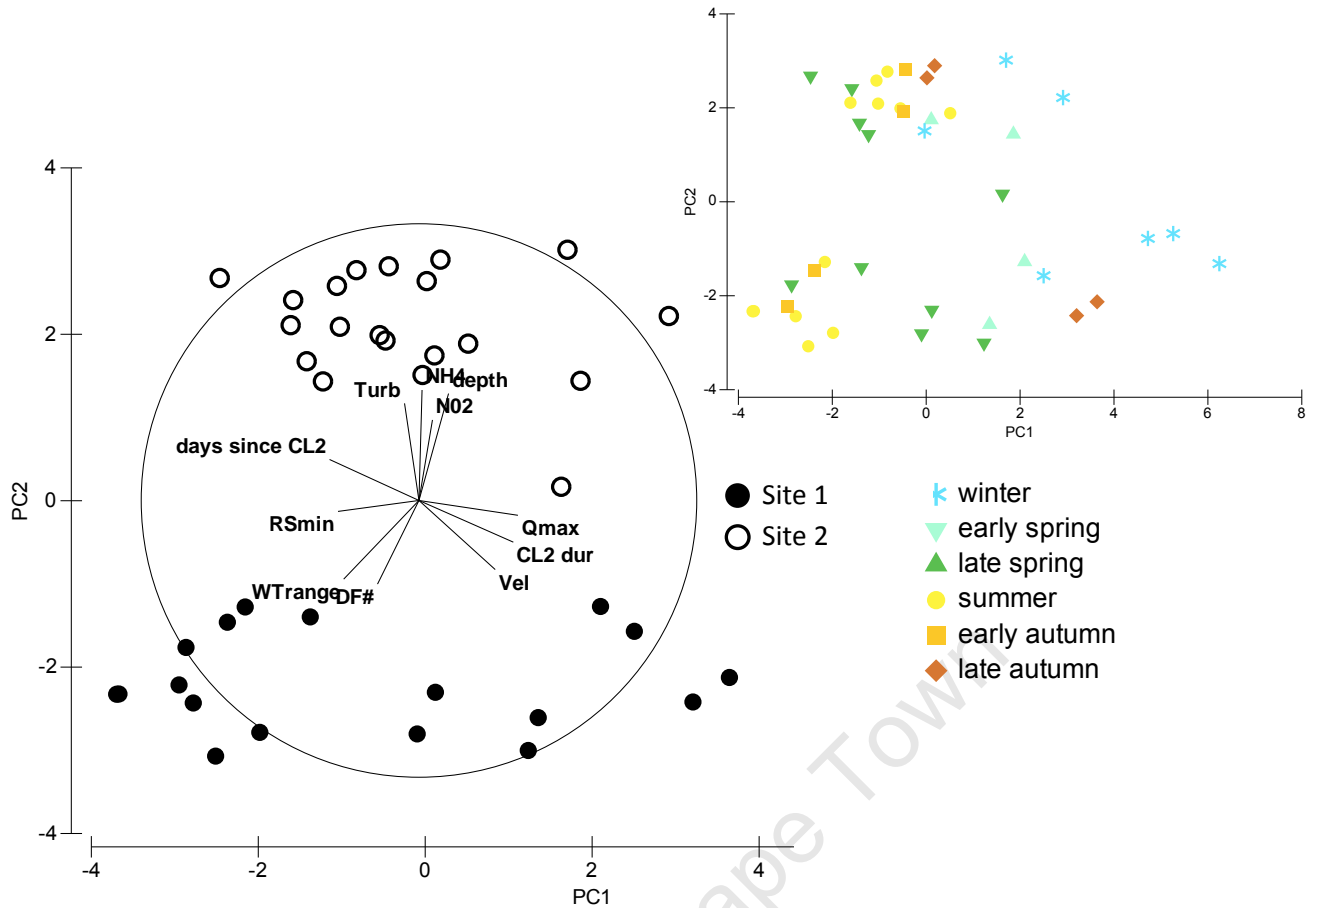 4
2
0
-2
-4
PC2
-4
-2
0
2
4
6
8
PC1
4
2
0
-2
-4
PC2
-4
-2
0
2
4
PC1
NH4
depth
Turb
N02
days since CL2
RSmin
Qmax
CL2 dur
Vel
WTrange
DF#
Site 1
Site 2
winter
early spring
late spring
summer
early autumn
late autumn
ape Town